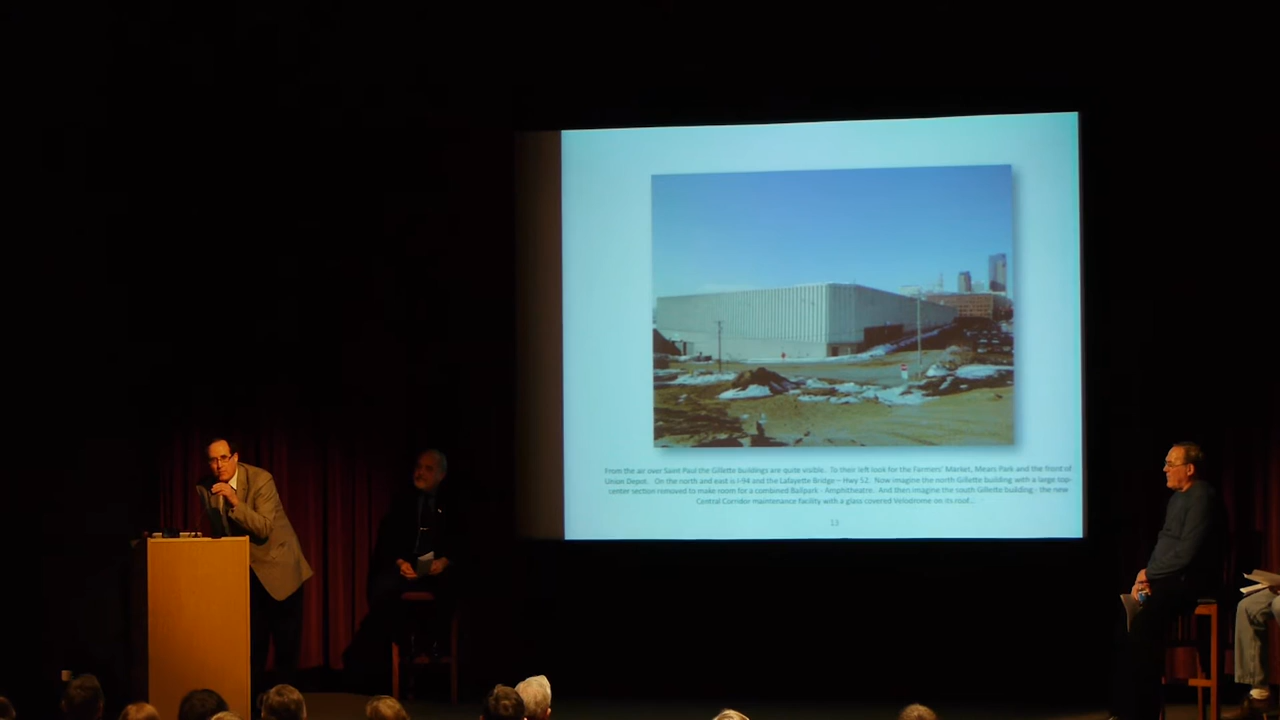 From the air over Saint Paul the Gillette buildings are quite visible. To their left look for the Farmers' Market, Mears Park and the front of
Union Depot. On the north and east is I-94 and the Lafayette Bridge – Hwy 52. Now imagine the north Gillette building with a large top-
center section removed to make room for a combined Ballpark - Amphitheatre. And then imagine the south Gillette building - the new
Central Corridor maintenance facility with a glass covered Velodrome on its roof...
13